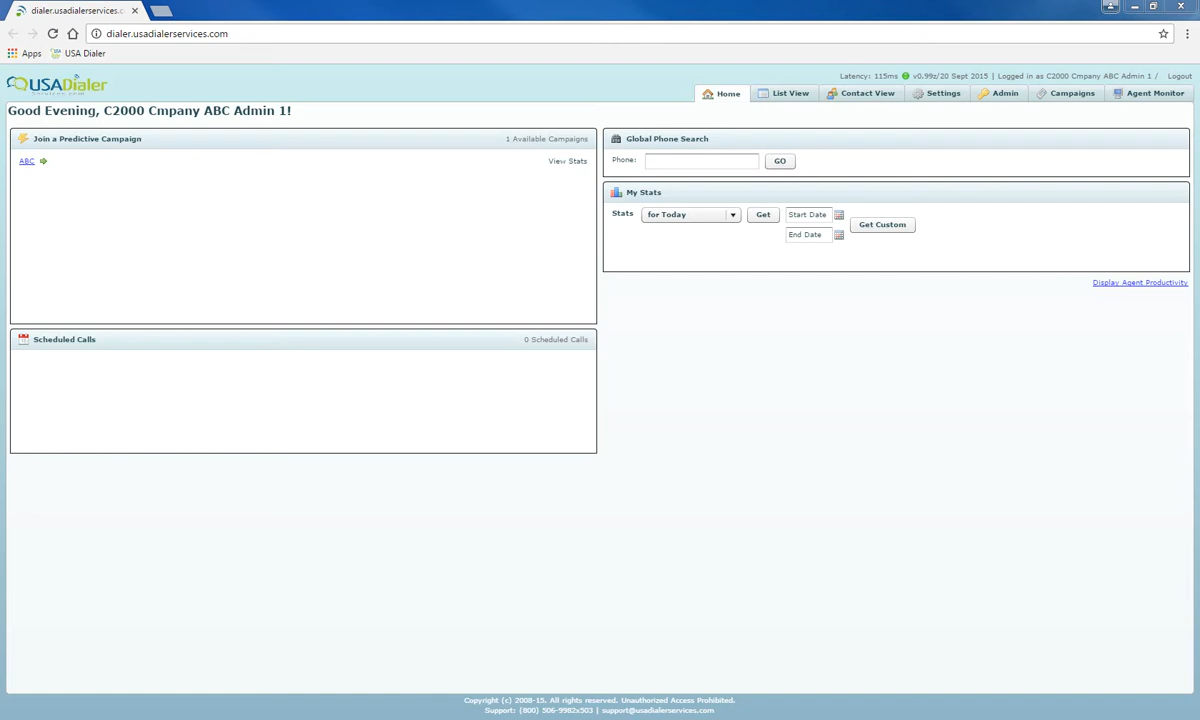 dialer.usadialerservices.c
dialer.usadialerservices.com
Apps USA Dialer
Latency: 115ms v0.99z/20 Sept 2015 | Logged in as C2000 Cmpany ABC Admin 1 / Logout
USADialer
Services.com
Home List View Contact View Settings Admin Campaigns Agent Monitor
Good Evening, C2000 Cmpany ABC Admin 1!
Join a Predictive Campaign 1 Available Campaigns
ABC View Stats
Scheduled Calls 0 Scheduled Calls
Global Phone Search
Phone: GO
My Stats
Stats for Today Get Start Date
End Date
Get Custom
Display Agent Productivity
Copyright (c) 2008-15. All rights reserved. Unauthorized Access Prohibited.
Support: (800) 506-9982x503 | support@usadialerservices.com